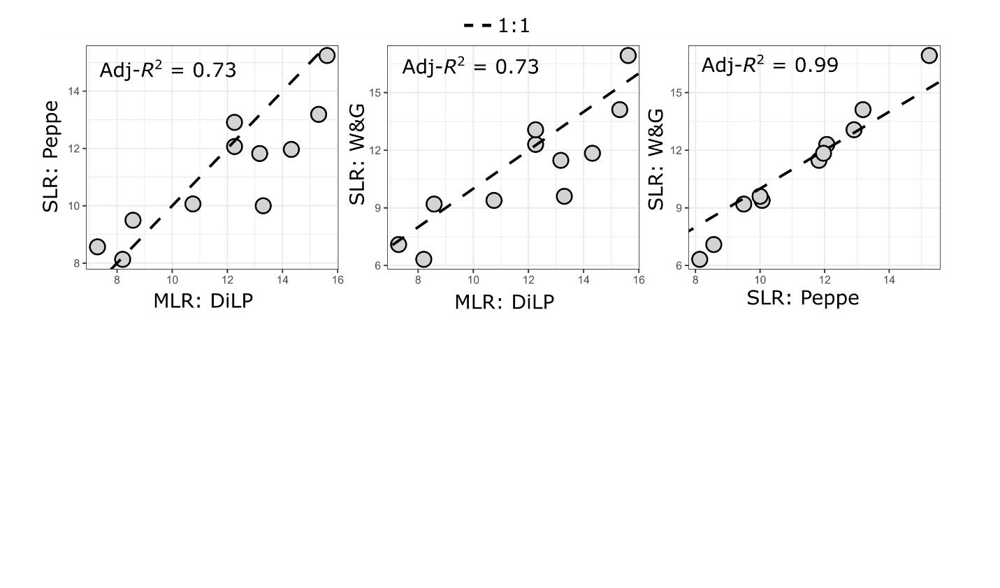 1:1
Adj-R² = 0.73
SLR: Peppe
14
12
10
8
8 10 12 14 16
MLR: DiLP
Adj-R² = 0.73
SLR: W&G
15
12
9
6
8 10 12 14 16
MLR: DiLP
Adj-R² = 0.99
SLR: W&G
15
12
9
6
8 10 12 14
SLR: Peppe